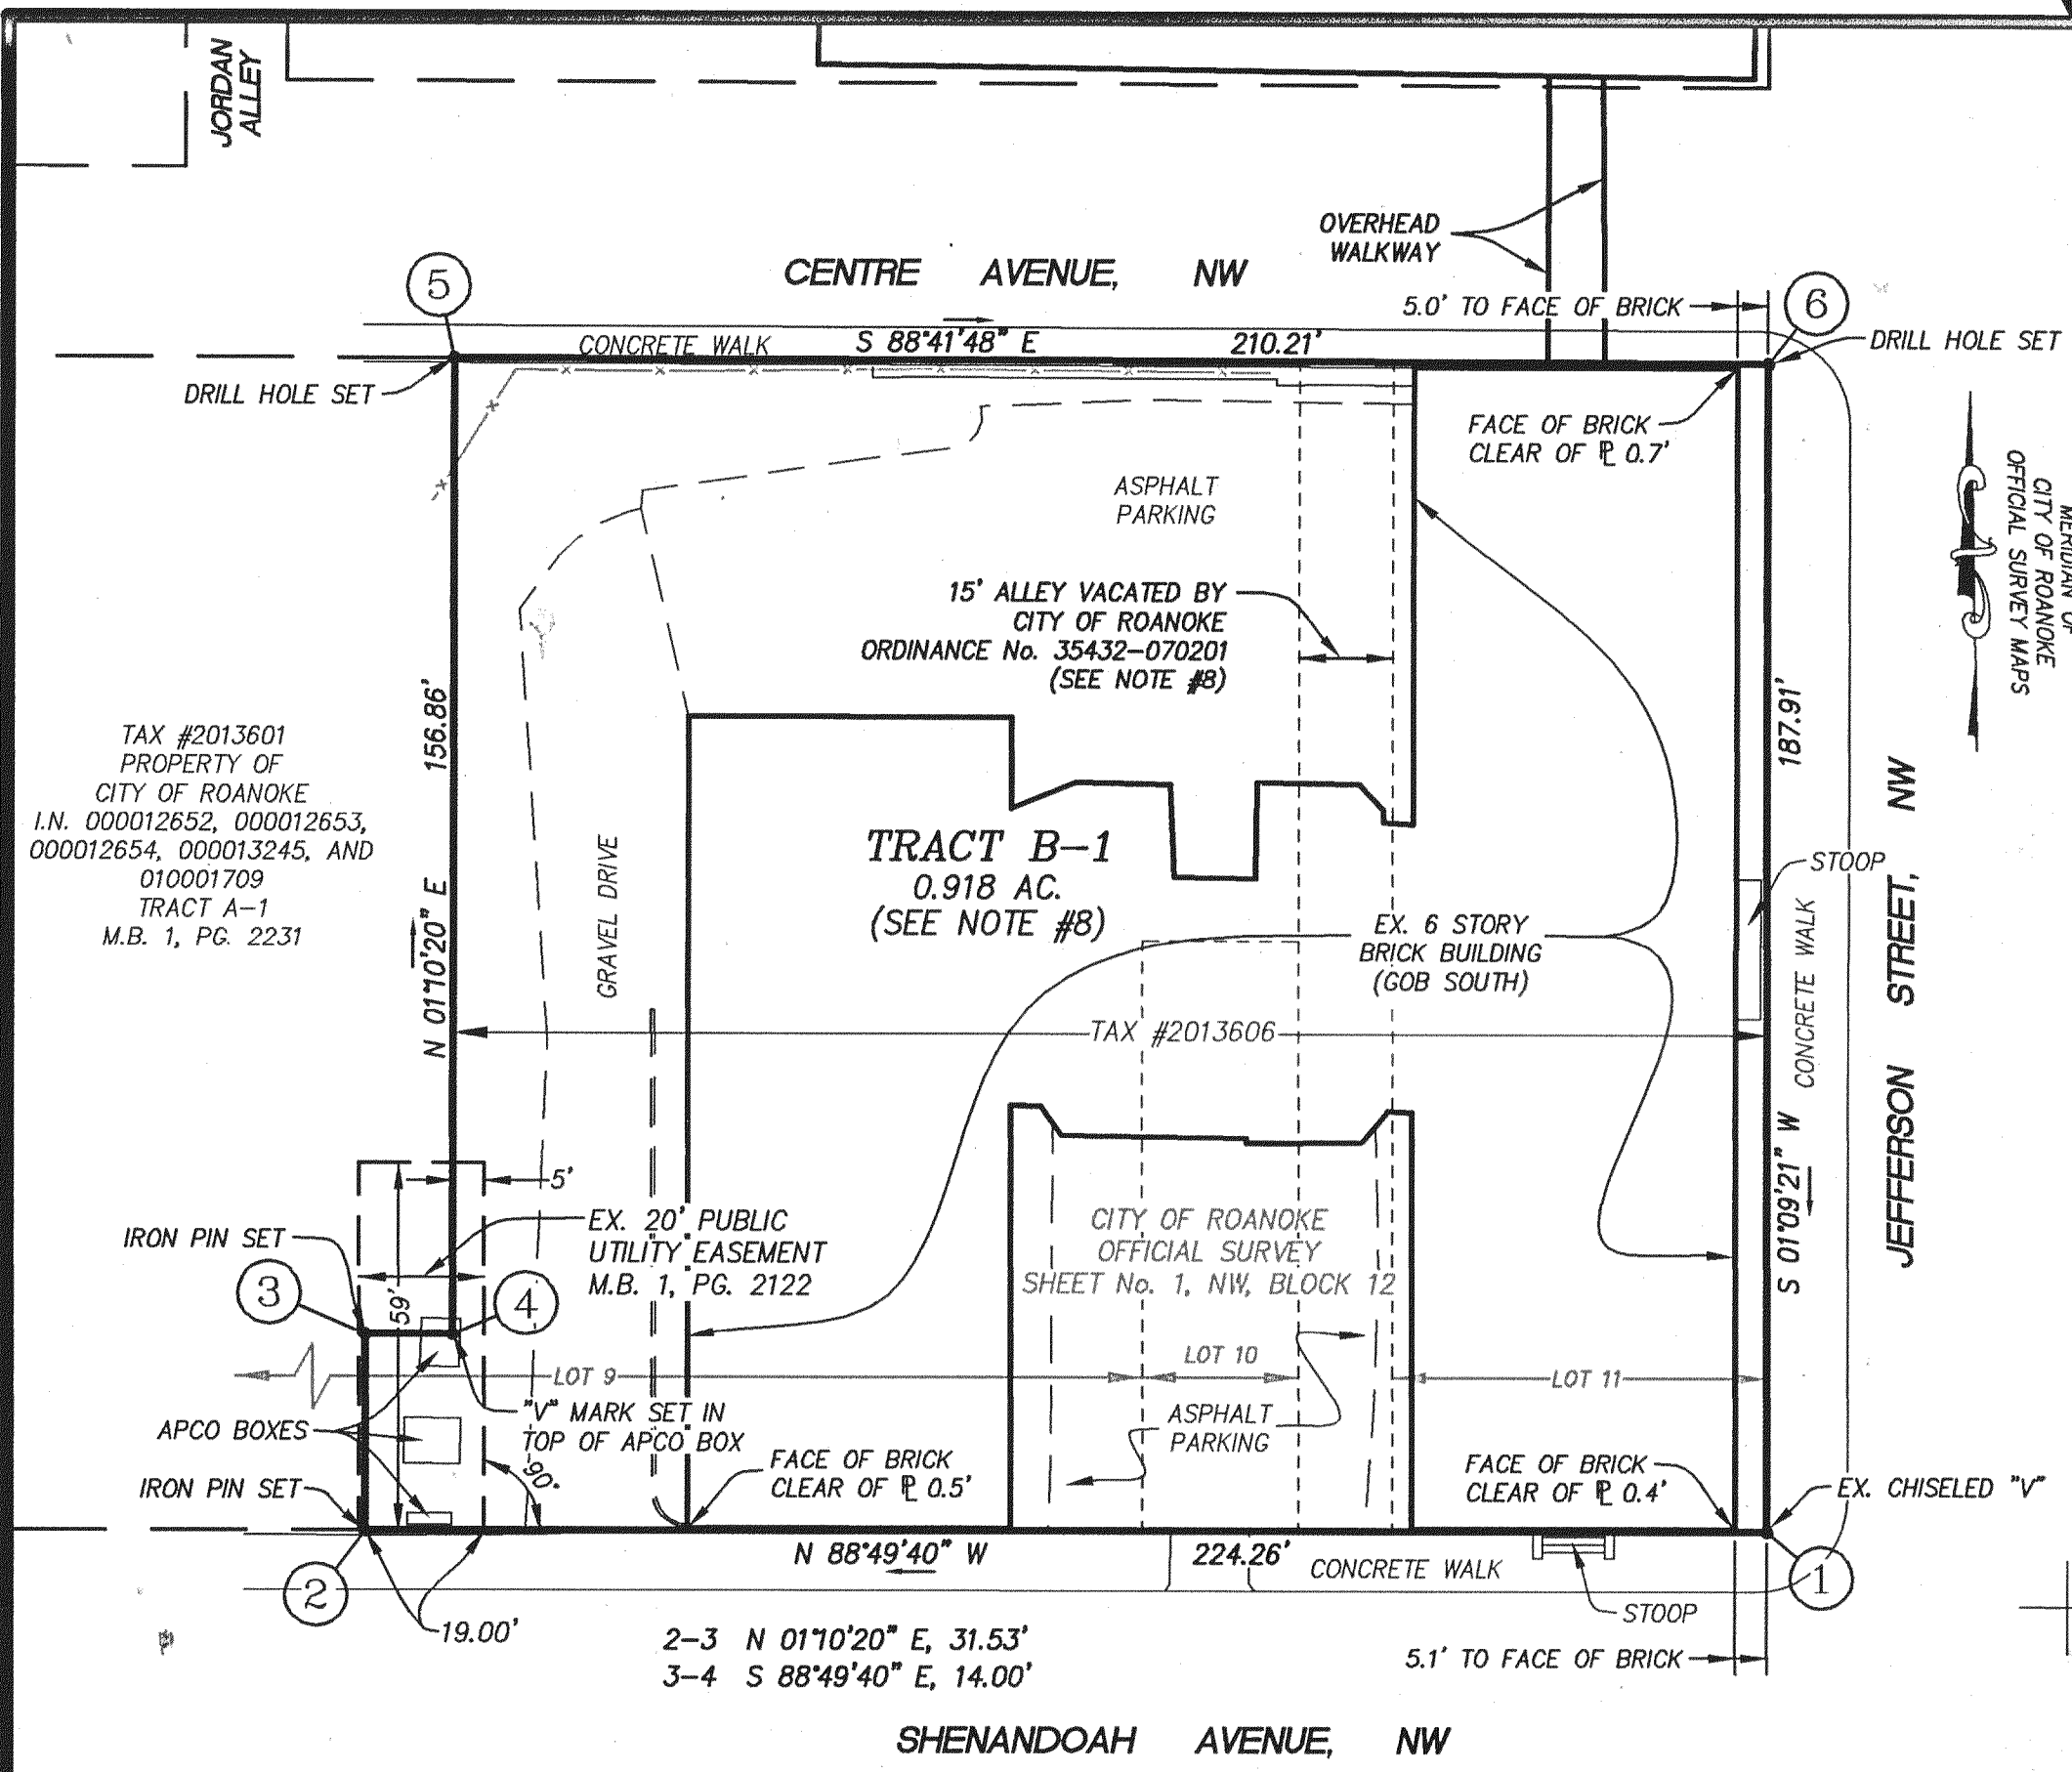 JORDAN
ALLEY
OVERHEAD
WALKWAY
CENTRE AVENUE, NW
5
6
5.0' TO FACE OF BRICK
CONCRETE WALK
S 88°41'48" E
210.21'
DRILL HOLE SET
DRILL HOLE SET
FACE OF BRICK
CLEAR OF ℙL 0.7'
MERIDIAN OF
CITY OF ROANOKE
OFFICIAL SURVEY MAPS
ASPHALT
PARKING
15' ALLEY VACATED BY
CITY OF ROANOKE
ORDINANCE No. 35432-070201
(SEE NOTE #8)
156.86'
N 01°10'20" E
187.91'
S 01°09'21" W
TAX #2013601
PROPERTY OF
CITY OF ROANOKE
I.N. 000012652, 000012653,
000012654, 000013245, AND
010001709
TRACT A-1
M.B. 1, PG. 2231
GRAVEL DRIVE
TRACT B-1
0.918 AC.
(SEE NOTE #8)
STOOP
CONCRETE WALK
JEFFERSON STREET, NW
EX. 6 STORY
BRICK BUILDING
(GOB SOUTH)
TAX #2013606
5'
EX. 20' PUBLIC
UTILITY EASEMENT
M.B. 1, PG. 2122
IRON PIN SET
3
4
59'
CITY OF ROANOKE
OFFICIAL SURVEY
SHEET No. 1, NW, BLOCK 12
LOT 9
LOT 10
LOT 11
APCO BOXES
"V" MARK SET IN
TOP OF APCO BOX
ASPHALT
PARKING
IRON PIN SET
90°
FACE OF BRICK
CLEAR OF ℙL 0.5'
FACE OF BRICK
CLEAR OF ℙL 0.4'
EX. CHISELED "V"
N 88°49'40" W
224.26'
CONCRETE WALK
2
1
19.00'
STOOP
2-3 N 01°10'20" E, 31.53'
3-4 S 88°49'40" E, 14.00'
5.1' TO FACE OF BRICK
SHENANDOAH AVENUE, NW